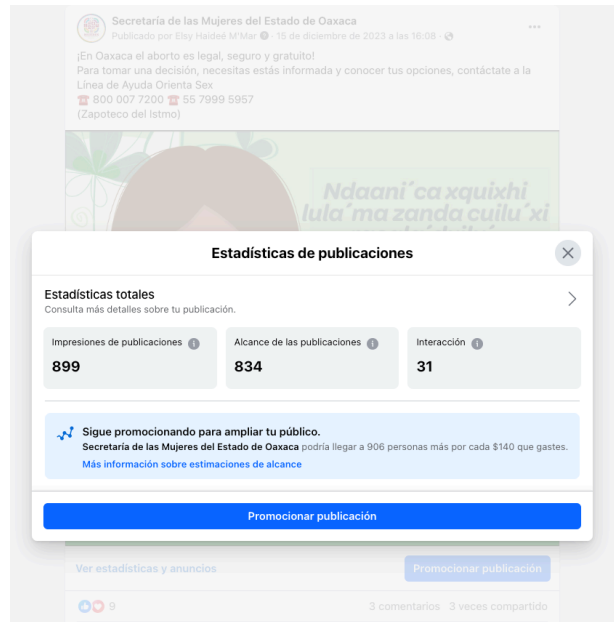 Secretaría de las Mujeres del Estado de Oaxaca
Publicado por Elsy Haideé M'Mar · 15 de diciembre de 2023 a las 16:08 ·
¡En Oaxaca el aborto es legal, seguro y gratuito!
Para tomar una decisión, necesitas estás informada y conocer tus opciones, contáctate a la
Línea de Ayuda Orienta Sex
☎ 800 007 7200 ☎ 55 7999 5957
(Zapoteco del Istmo)
Ndaani´ca xquixhi
lula´ma zanda cuilu´xi
Estadísticas de publicaciones
Estadísticas totales
Consulta más detalles sobre tu publicación.
Impresiones de publicaciones
899
Alcance de las publicaciones
834
Interacción
31
Sigue promocionando para ampliar tu público.
Secretaría de las Mujeres del Estado de Oaxaca podría llegar a 906 personas más por cada $140 que gastes.
Más información sobre estimaciones de alcance
Promocionar publicación
Ver estadísticas y anuncios
Promocionar publicación
9
3 comentarios 3 veces compartido